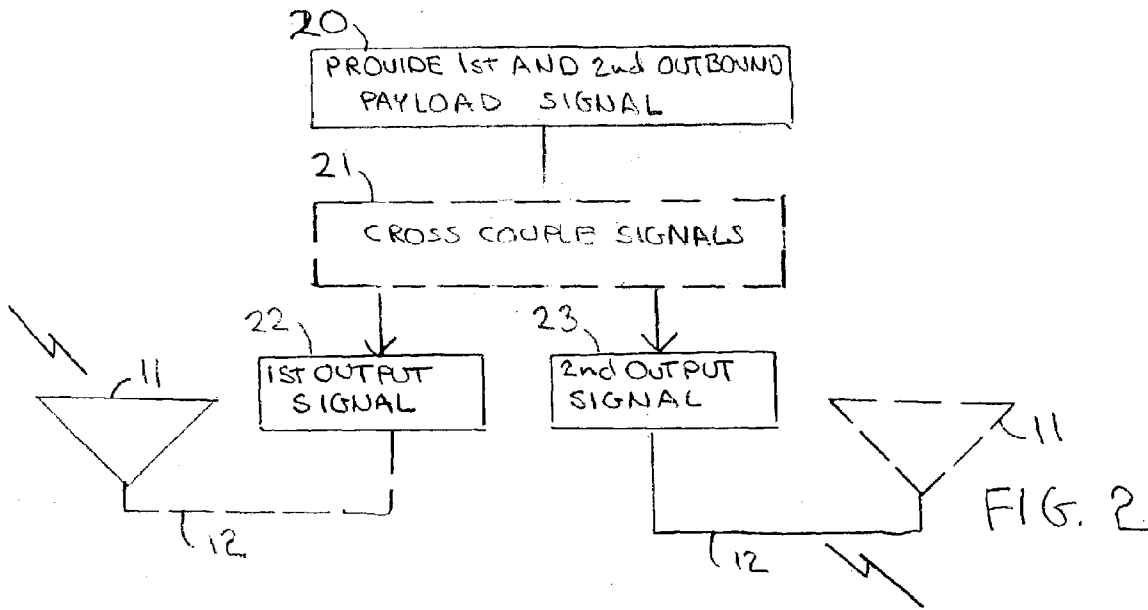 20
PROVIDE 1st AND 2nd OUTBOUND
PAYLOAD SIGNAL
21
CROSS COUPLE SIGNALS
22
23
11
1ST OUTPUT
SIGNAL
2nd OUTPUT
SIGNAL
11
12
12
FIG. 2